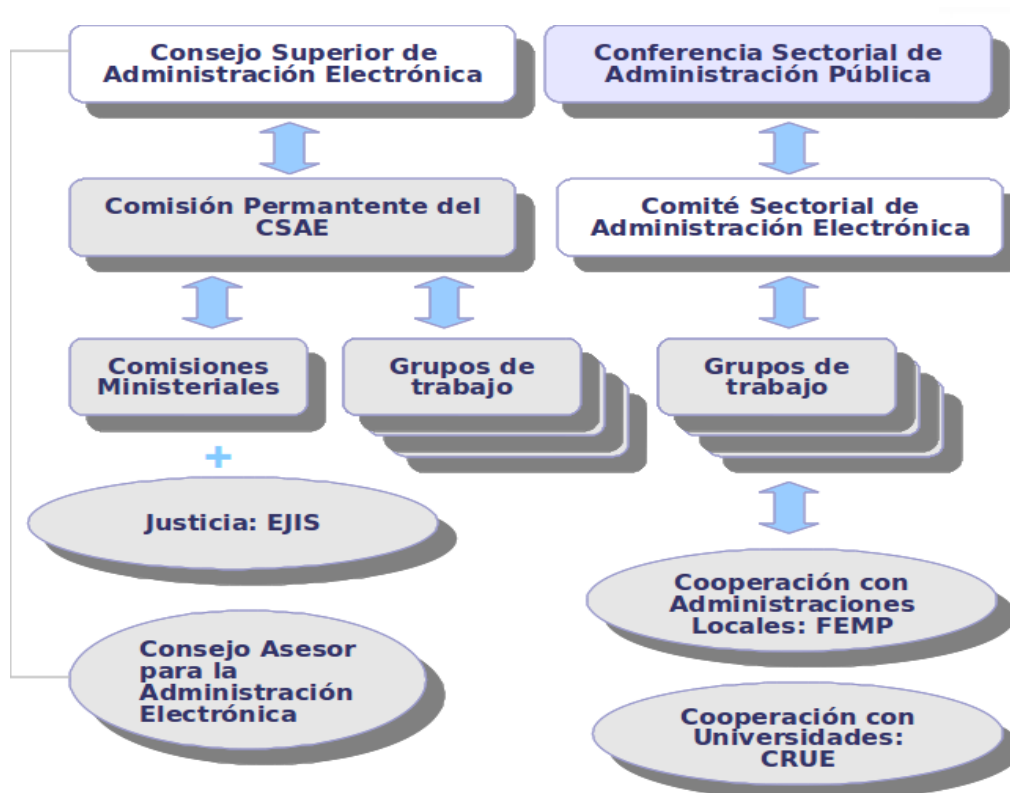 Consejo Superior de
Administración Electrónica
Conferencia Sectorial de
Administración Pública
Comisión Permantente del
CSAE
Comité Sectorial de
Administración Electrónica
Comisiones
Ministeriales
Grupos de
trabajo
Grupos de
trabajo
+
Justicia: EJIS
Cooperación con
Administraciones
Locales: FEMP
Consejo Asesor
para la
Administración
Electrónica
Cooperación con
Universidades:
CRUE